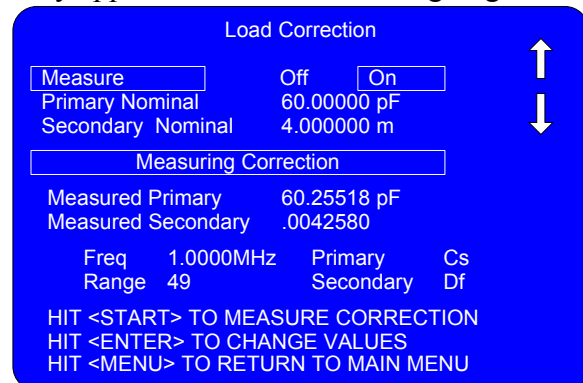 Load Correction
Measure Off On
Primary Nominal 60.00000 pF
Secondary Nominal 4.000000 m
Measuring Correction
Measured Primary 60.25518 pF
Measured Secondary .0042580
Freq 1.0000MHz Primary Cs
Range 49 Secondary Df
HIT <START> TO MEASURE CORRECTION
HIT <ENTER> TO CHANGE VALUES
HIT <MENU> TO RETURN TO MAIN MENU